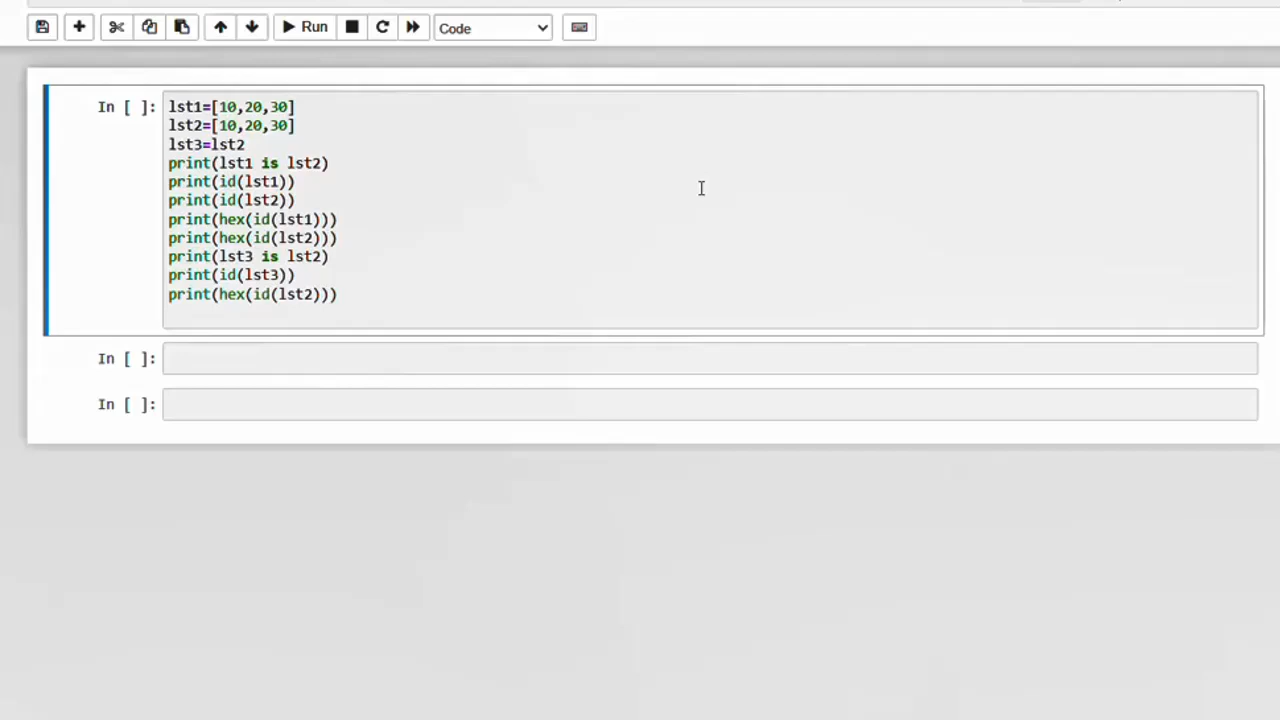 Run
Code
In [ ]:
lst1=[10,20,30]
lst2=[10,20,30]
lst3=lst2
print(lst1 is lst2)
print(id(lst1))
print(id(lst2))
print(hex(id(lst1)))
print(hex(id(lst2)))
print(lst3 is lst2)
print(id(lst3))
print(hex(id(lst2)))
In [ ]:
In [ ]: